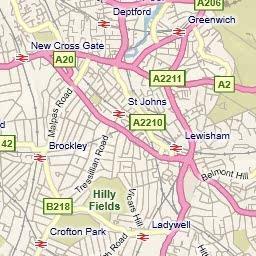 A206
Deptford
Greenwich
New Cross Gate
A20
A2211
A2
Malpas Road
St Johns
A2210
Lewisham
Brockley
42
Tressillian Road
Belmont Hill
Hilly
Fields
Vicars Hill
B218
Ladywell
Crofton Park
Road